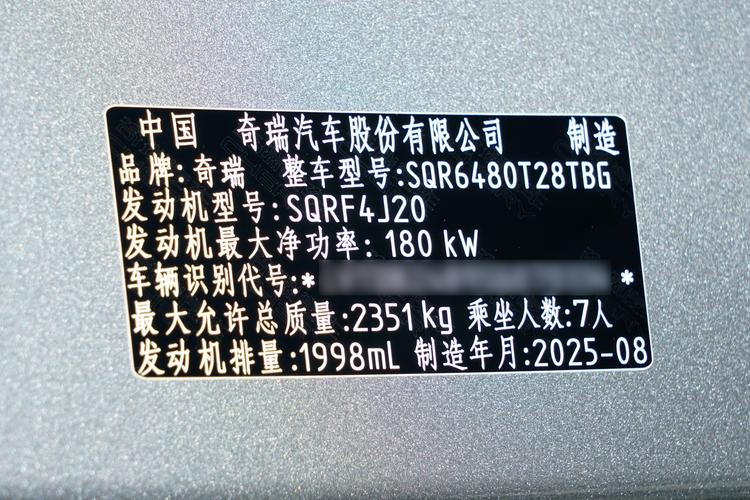 中国 奇瑞汽车股份有限公司 制造
品牌:奇瑞 整车型号:SQR6480T28TBG
发动机型号:SQRF4J20
发动机最大净功率:180 kW
车辆识别代号:* *
最大允许总质量:2351kg 乘坐人数:7人
发动机排量:1998mL 制造年月:2025-08